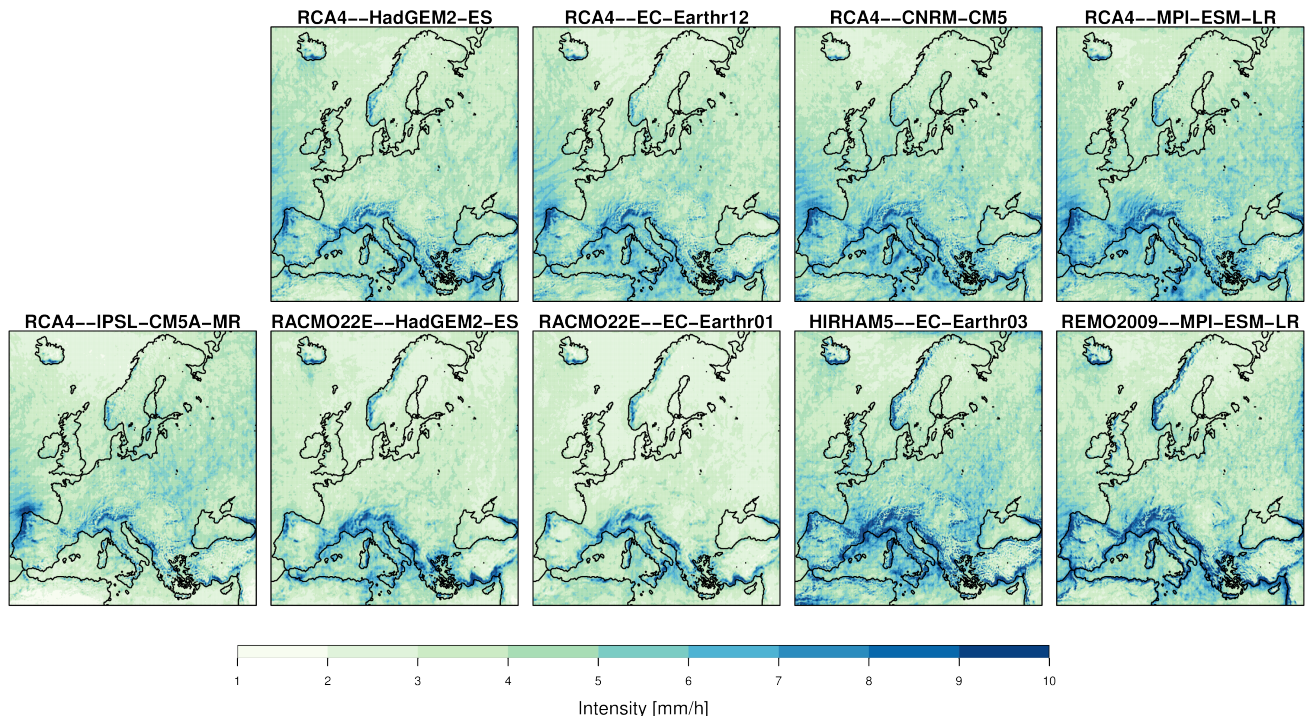 RCA4--HadGEM2-ES RCA4--EC-Earthr12 RCA4--CNRM-CM5 RCA4--MPI-ESM-LR
RCA4--IPSL-CM5A-MR RACMO22E--HadGEM2-ES RACMO22E--EC-Earthr01 HIRHAM5--EC-Earthr03 REMO2009--MPI-ESM-LR
1 2 3 4 5 6 7 8 9 10
Intensity [mm/h]